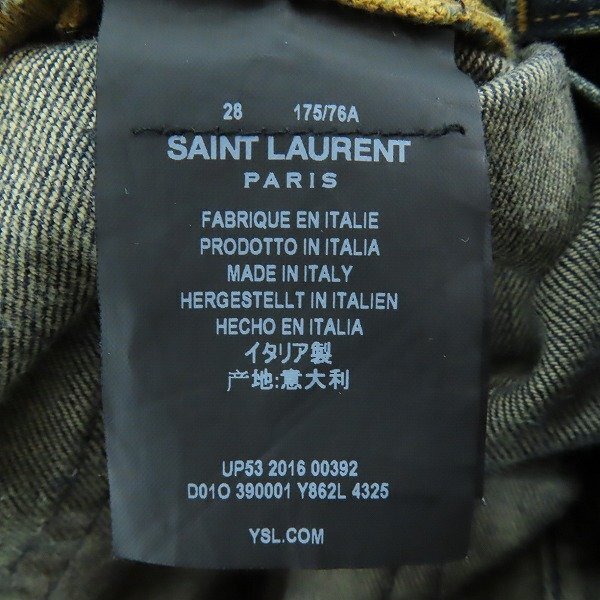 28 175/76A
SAINT LAURENT
PARIS
FABRIQUE EN ITALIE
PRODOTTO IN ITALIA
MADE IN ITALY
HERGESTELLT IN ITALIEN
HECHO EN ITALIA
イタリア製
产地:意大利
UP53 2016 00392
D01O 390001 Y862L 4325
YSL.COM